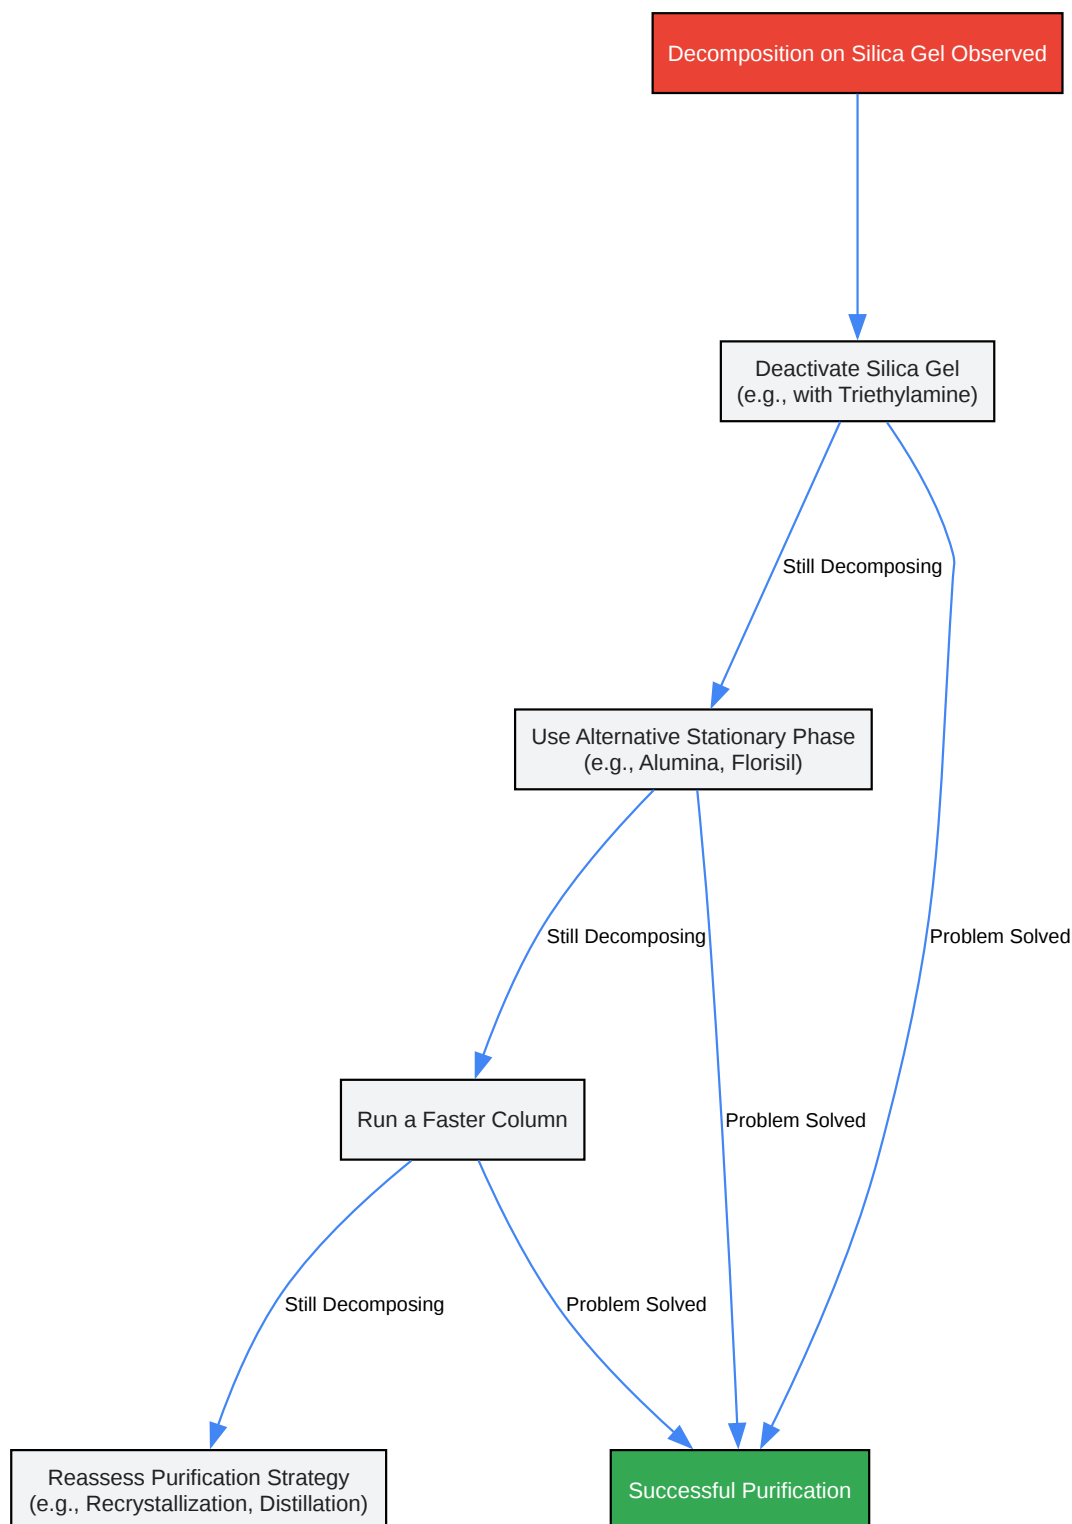 Decomposition on Silica Gel Observed
Deactivate Silica Gel
(e.g., with Triethylamine)
Still Decomposing
Use Alternative Stationary Phase
(e.g., Alumina, Florisil)
Still Decomposing
Problem Solved
Run a Faster Column
Problem Solved
Still Decomposing
Problem Solved
Reassess Purification Strategy
(e.g., Recrystallization, Distillation)
Successful Purification